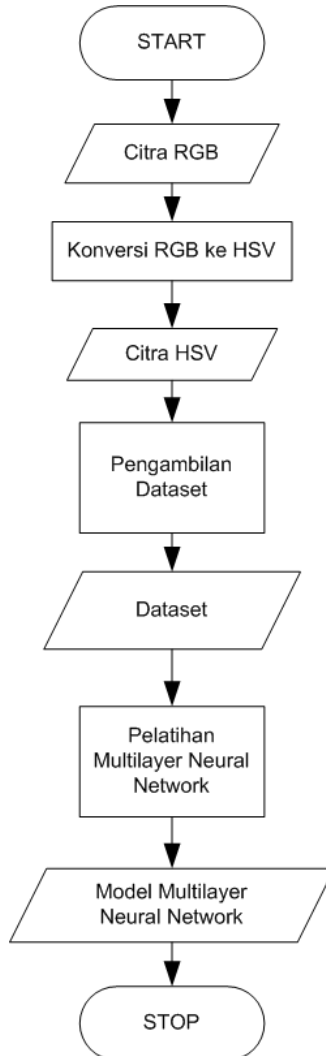 START
Citra RGB
Konversi RGB ke HSV
Citra HSV
Pengambilan
Dataset
Dataset
Pelatihan
Multilayer Neural
Network
Model Multilayer
Neural Network
STOP